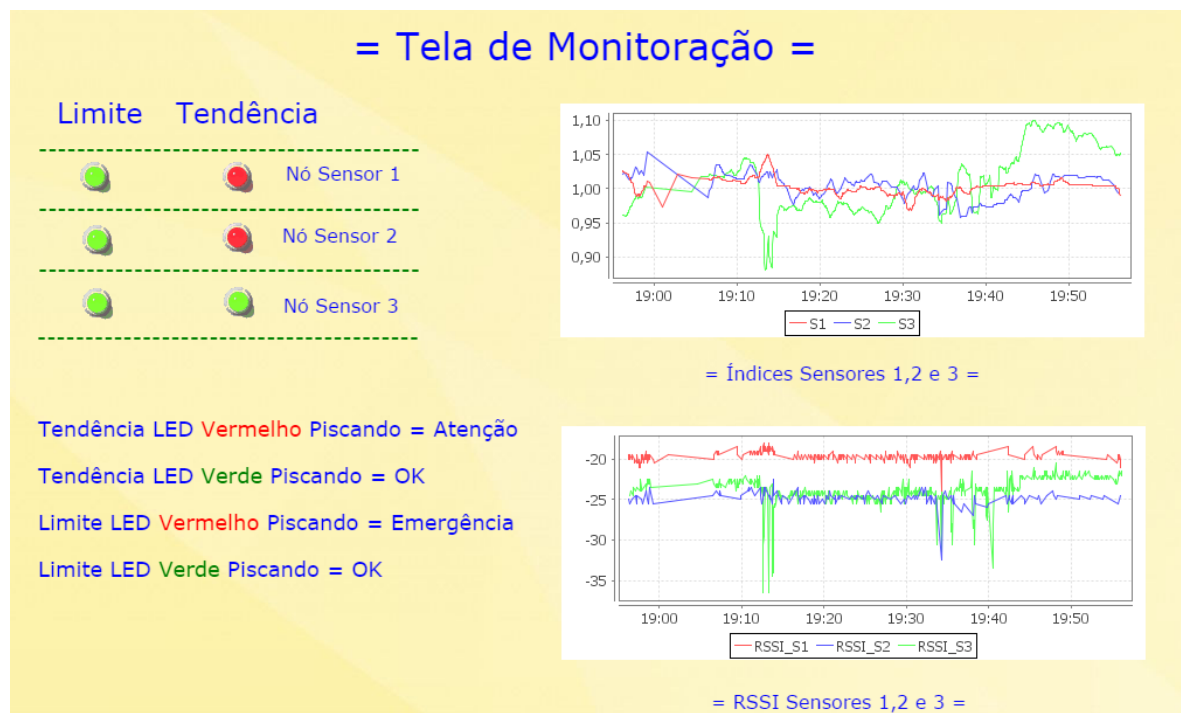 = Tela de Monitoração =
Limite Tendência
Nó Sensor 1
Nó Sensor 2
Nó Sensor 3
Tendência LED Vermelho Piscando = Atenção
Tendência LED Verde Piscando = OK
Limite LED Vermelho Piscando = Emergência
Limite LED Verde Piscando = OK
1,10
1,05
1,00
0,95
0,90
19:00 19:10 19:20 19:30 19:40 19:50
S1 S2 S3
= Índices Sensores 1,2 e 3 =
-20
-25
-30
-35
19:00 19:10 19:20 19:30 19:40 19:50
RSSI_S1 RSSI_S2 RSSI_S3
= RSSI Sensores 1,2 e 3 =